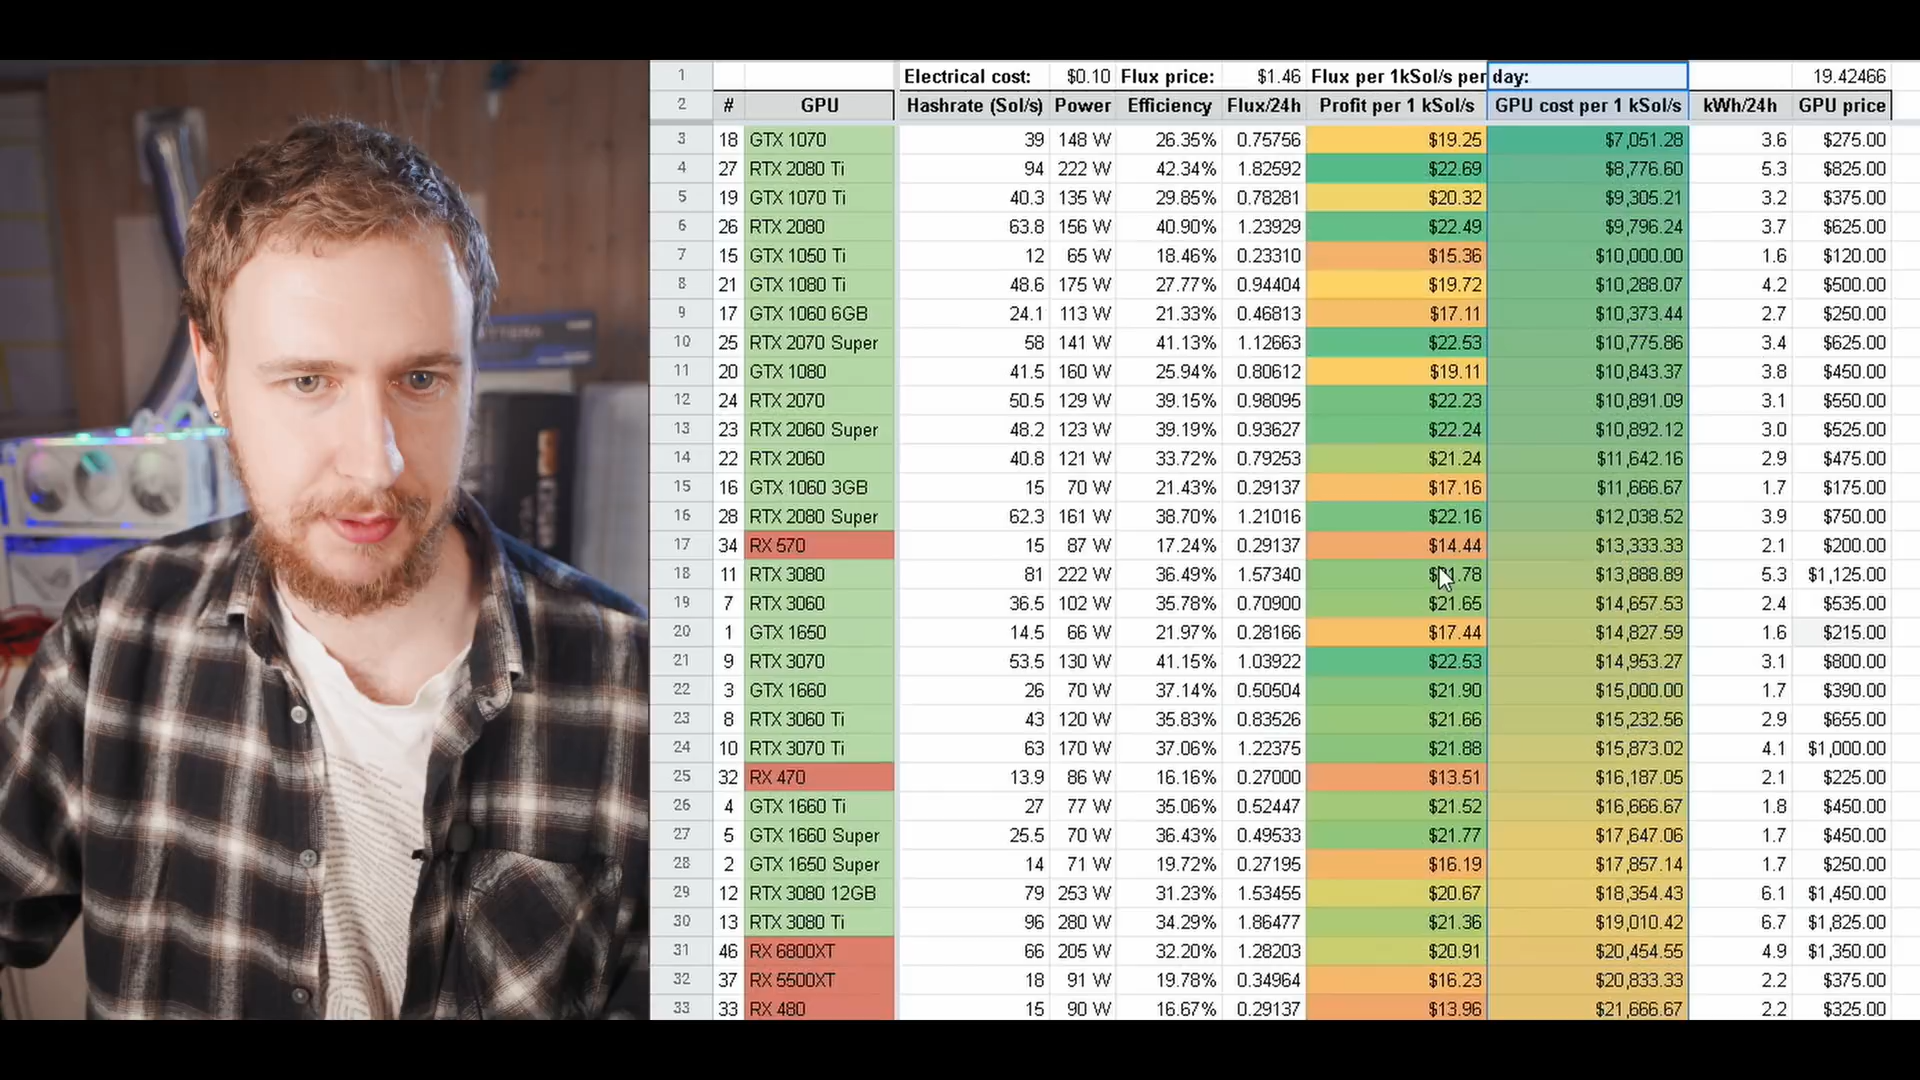 1 Electrical cost: $0.10 Flux price: $1.46 Flux per 1kSol/s per day: 19.42466
2 # GPU Hashrate (Sol/s) Power Efficiency Flux/24h Profit per 1 kSol/s GPU cost per 1 kSol/s kWh/24h GPU price
3 18 GTX 1070 39 148 W 26.35% 0.75756 $19.25 $7,051.28 3.6 $275.00
4 27 RTX 2080 Ti 94 222 W 42.34% 1.82592 $22.69 $8,776.60 5.3 $825.00
5 19 GTX 1070 Ti 40.3 135 W 29.85% 0.78281 $20.32 $9,305.21 3.2 $375.00
6 26 RTX 2080 63.8 156 W 40.90% 1.23929 $22.49 $9,796.24 3.7 $625.00
7 15 GTX 1050 Ti 12 65 W 18.46% 0.23310 $15.36 $10,000.00 1.6 $120.00
8 21 GTX 1080 Ti 48.6 175 W 27.77% 0.94404 $19.72 $10,288.07 4.2 $500.00
9 17 GTX 1060 6GB 24.1 113 W 21.33% 0.46813 $17.11 $10,373.44 2.7 $250.00
10 25 RTX 2070 Super 58 141 W 41.13% 1.12663 $22.53 $10,775.86 3.4 $625.00
11 20 GTX 1080 41.5 160 W 25.94% 0.80612 $19.11 $10,843.37 3.8 $450.00
12 24 RTX 2070 50.5 129 W 39.15% 0.98095 $22.23 $10,891.09 3.1 $550.00
13 23 RTX 2060 Super 48.2 123 W 39.19% 0.93627 $22.24 $10,892.12 3.0 $525.00
14 22 RTX 2060 40.8 121 W 33.72% 0.79253 $21.24 $11,642.16 2.9 $475.00
15 16 GTX 1060 3GB 15 70 W 21.43% 0.29137 $17.16 $11,666.67 1.7 $175.00
16 28 RTX 2080 Super 62.3 161 W 38.70% 1.21016 $22.16 $12,038.52 3.9 $750.00
17 34 RX 570 15 87 W 17.24% 0.29137 $14.44 $13,333.33 2.1 $200.00
18 11 RTX 3080 81 222 W 36.49% 1.57340 $13,888.89 5.3 $1,125.00
19 7 RTX 3060 36.5 102 W 35.78% 0.70900 $21.65 $14,657.53 2.4 $535.00
20 1 GTX 1650 14.5 66 W 21.97% 0.28166 $17.44 $14,827.59 1.6 $215.00
21 9 RTX 3070 53.5 130 W 41.15% 1.03922 $22.53 $14,953.27 3.1 $800.00
22 3 GTX 1660 26 70 W 37.14% 0.50504 $21.90 $15,000.00 1.7 $390.00
23 8 RTX 3060 Ti 43 120 W 35.83% 0.83526 $21.66 $15,232.56 2.9 $655.00
24 10 RTX 3070 Ti 63 170 W 37.06% 1.22375 $21.88 $15,873.02 4.1 $1,000.00
25 32 RX 470 13.9 86 W 16.16% 0.27000 $13.51 $16,187.05 2.1 $225.00
26 4 GTX 1660 Ti 27 77 W 35.06% 0.52447 $21.52 $16,666.67 1.8 $450.00
27 5 GTX 1660 Super 25.5 70 W 36.43% 0.49533 $21.77 $17,647.06 1.7 $450.00
28 2 GTX 1650 Super 14 71 W 19.72% 0.27195 $16.19 $17,857.14 1.7 $250.00
29 12 RTX 3080 12GB 79 253 W 31.23% 1.53455 $20.67 $18,354.43 6.1 $1,450.00
30 13 RTX 3080 Ti 96 280 W 34.29% 1.86477 $21.36 $19,010.42 6.7 $1,825.00
31 46 RX 6800XT 66 205 W 32.20% 1.28203 $20.91 $20,454.55 4.9 $1,350.00
32 37 RX 5500XT 18 91 W 19.78% 0.34964 $16.23 $20,833.33 2.2 $375.00
33 33 RX 480 15 90 W 16.67% 0.29137 $13.96 $21,666.67 2.2 $325.00